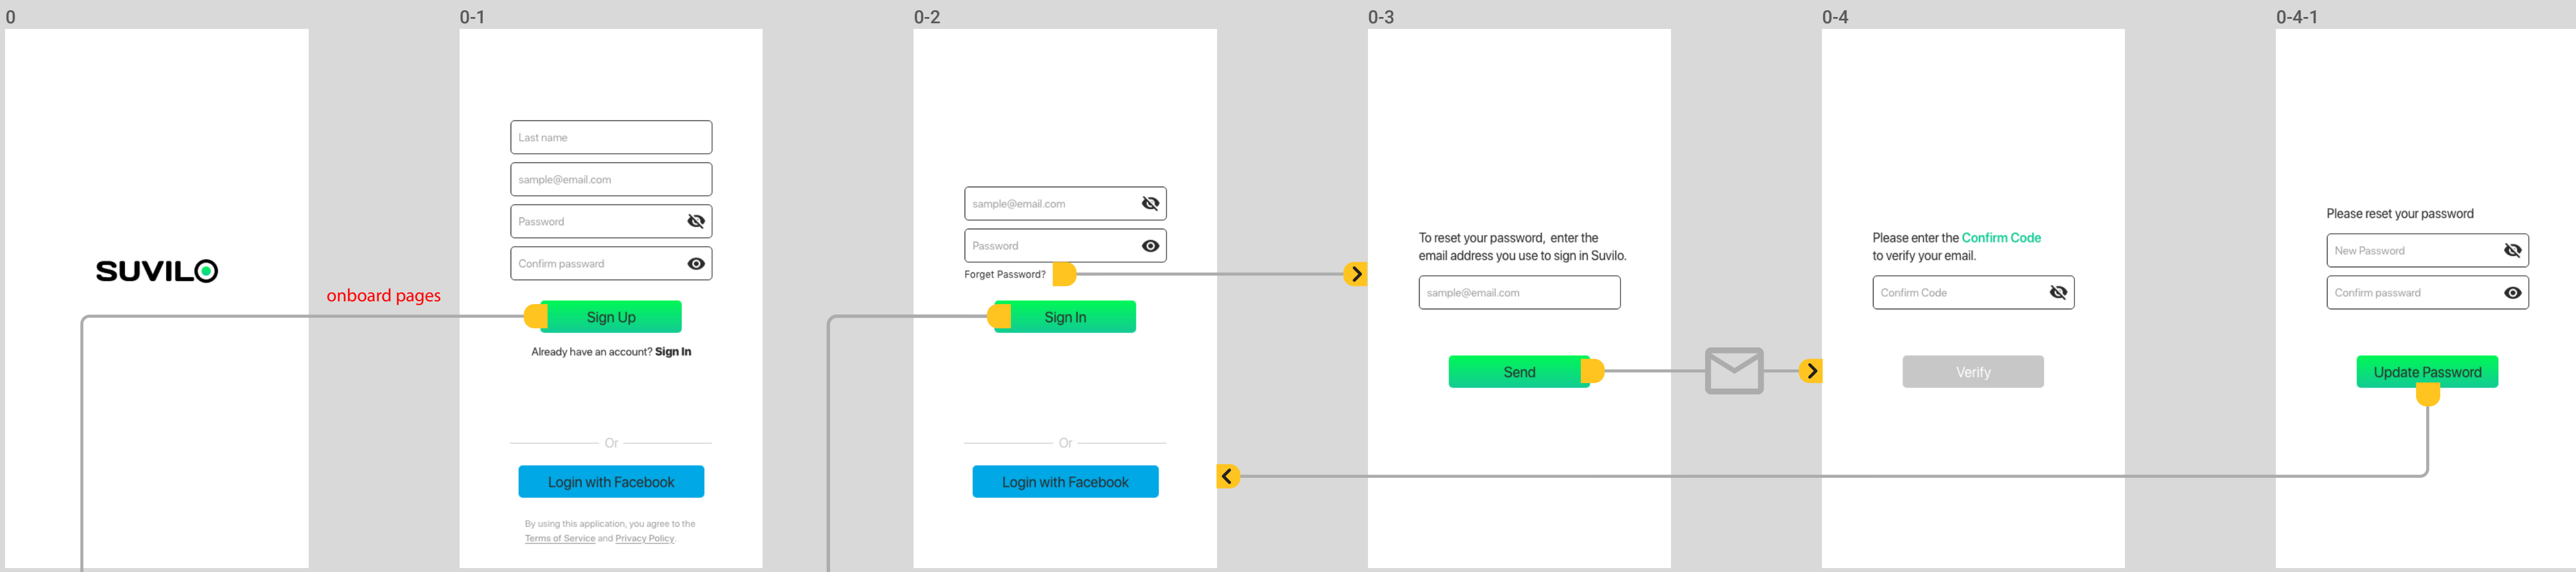 0
0-1
0-2
0-3
0-4
0-4-1
SUVILO
onboard pages
Last name
sample@email.com
Password
Confirm passward
Sign Up
Already have an account? Sign In
Or
Login with Facebook
By using this application, you agree to the
Terms of Service and Privacy Policy.
sample@email.com
Password
Forget Password?
Sign In
Or
Login with Facebook
To reset your password, enter the
email address you use to sign in Suvilo.
sample@email.com
Send
Please enter the Confirm Code
to verify your email.
Confirm Code
Verify
Please reset your password
New Password
Confirm passward
Update Password